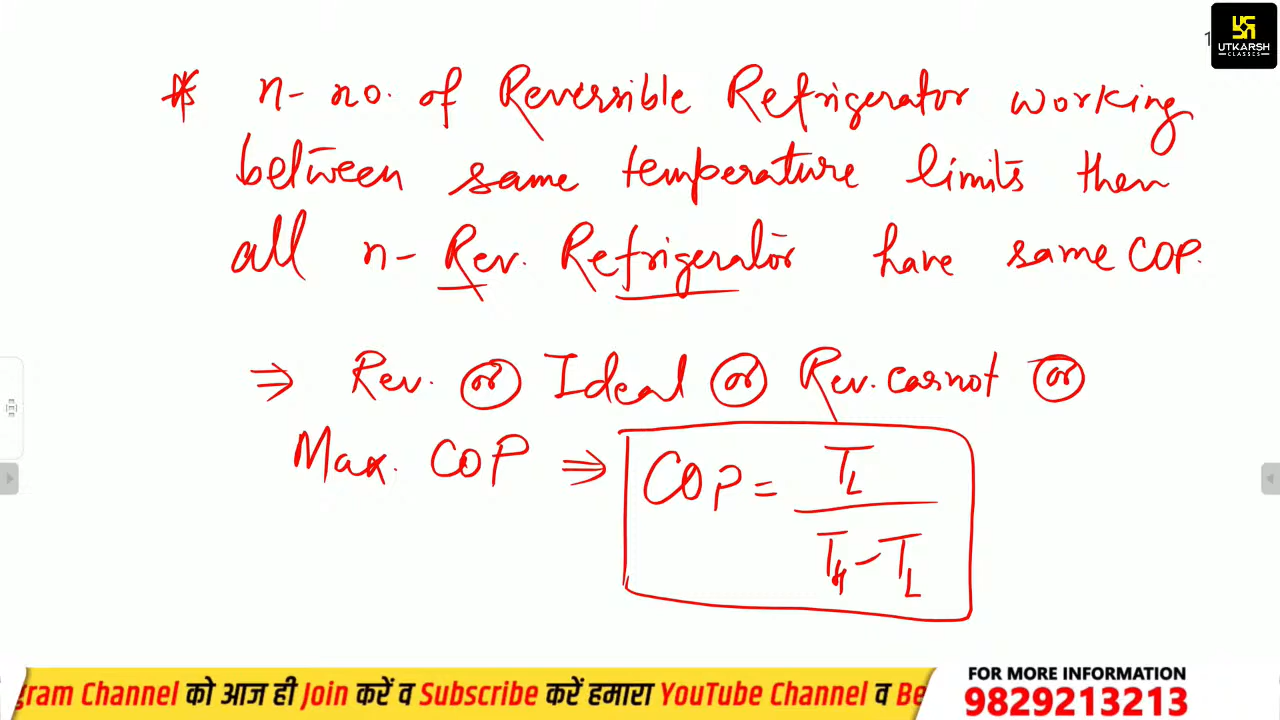 1
UTKARSH
CLASSES
* n- no. of Reversible Refrigerator working
between same temperature limits then
all n- Rev. Refrigerator have same COP.
⇒ Rev. or Ideal or Rev. carnot or
Max. COP ⇒ COP = T_L / (T_H - T_L)
gram Channel को आज ही Join करें व Subscribe करें हमारा YouTube Channel व Be
FOR MORE INFORMATION
9829213213